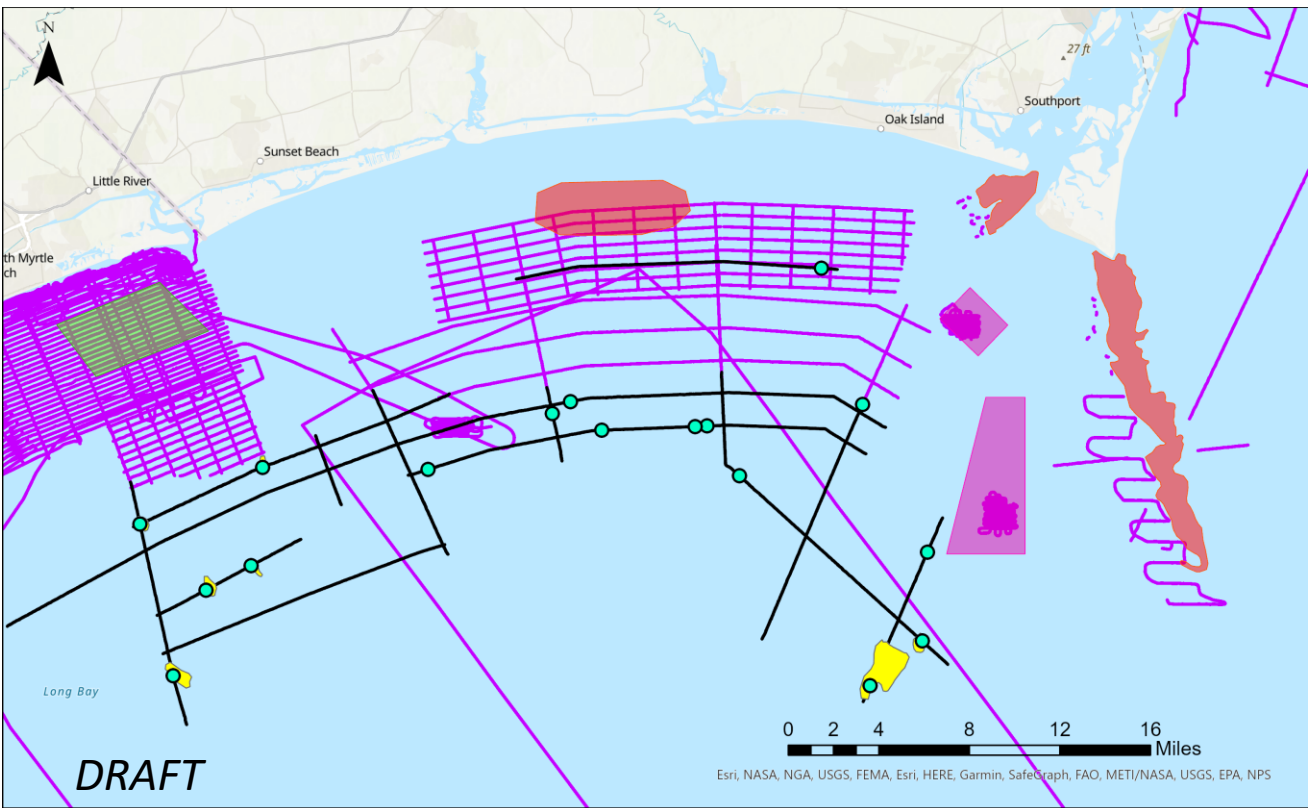 N
27 ft
Southport
Oak Island
Sunset Beach
Little River
th Myrtle
ch
Long Bay
0 2 4 8 12 16
Miles
DRAFT
Esri, NASA, NGA, USGS, FEMA, Esri, HERE, Garmin, SafeGraph, FAO, METI/NASA, USGS, EPA, NPS